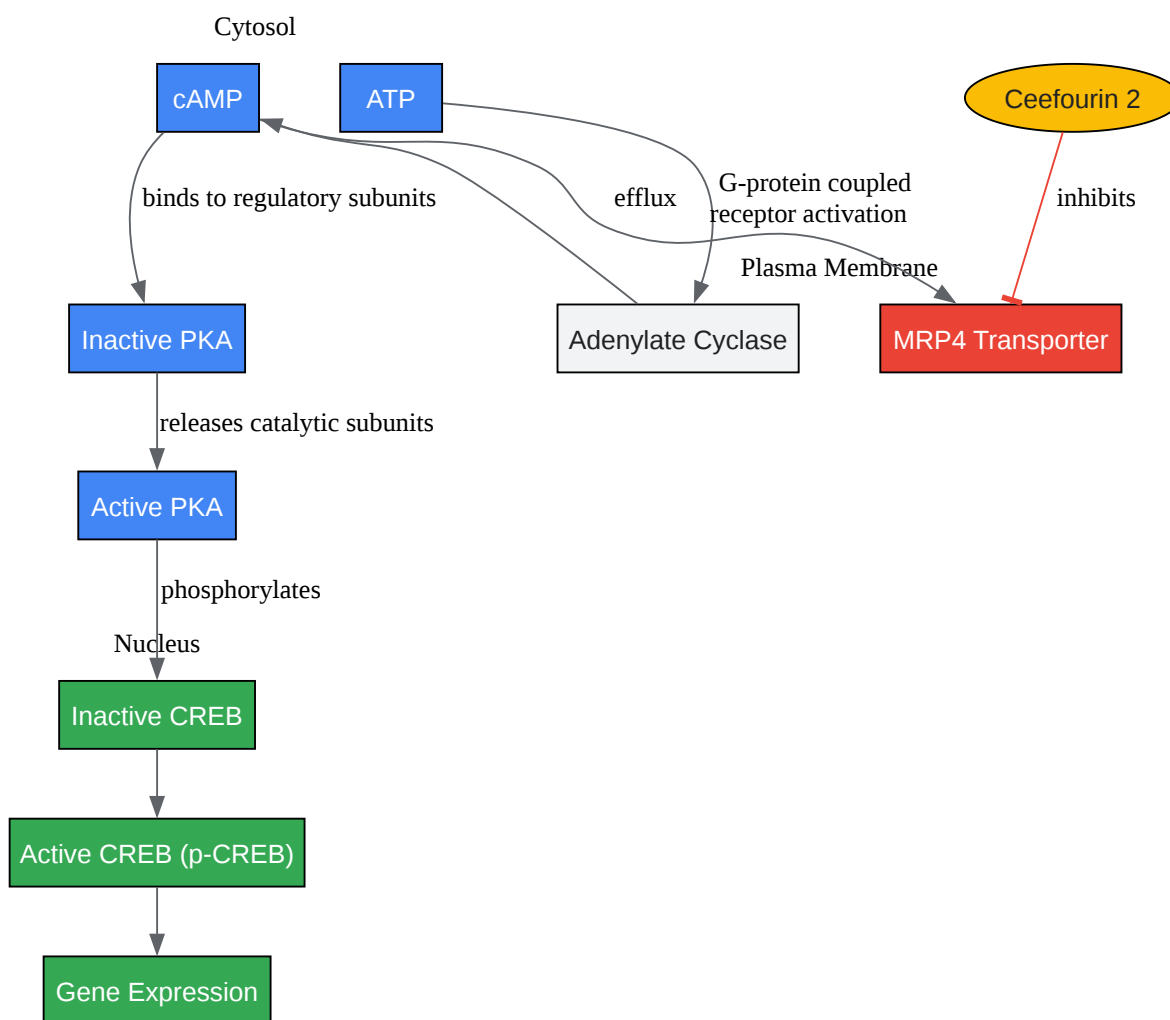 Cytosol
cAMP
ATP
Ceefourin 2
binds to regulatory subunits
efflux
G-protein coupled
receptor activation
inhibits
Plasma Membrane
Inactive PKA
Adenylate Cyclase
MRP4 Transporter
releases catalytic subunits
Active PKA
phosphorylates
Nucleus
Inactive CREB
Active CREB (p-CREB)
Gene Expression